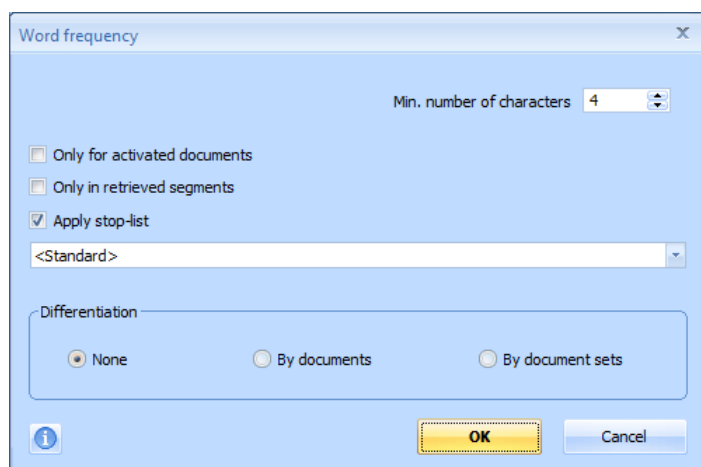 Word frequency
Min. number of characters 4
Only for activated documents
Only in retrieved segments
Apply stop-list
<Standard>
Differentiation
None By documents By document sets
OK Cancel